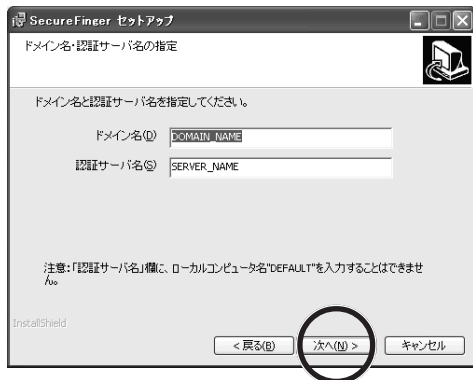 SecureFinger セットアップ
ドメイン名・認証サーバ名の指定
ドメイン名と認証サーバ名を指定してください。
ドメイン名(D) DOMAIN_NAME
認証サーバ名(S) SERVER_NAME
注意:「認証サーバ名」欄に、ローカルコンピュータ名"DEFAULT"を入力することはできませ
ん。
InstallShield
< 戻る(B) 次へ(N) > キャンセル